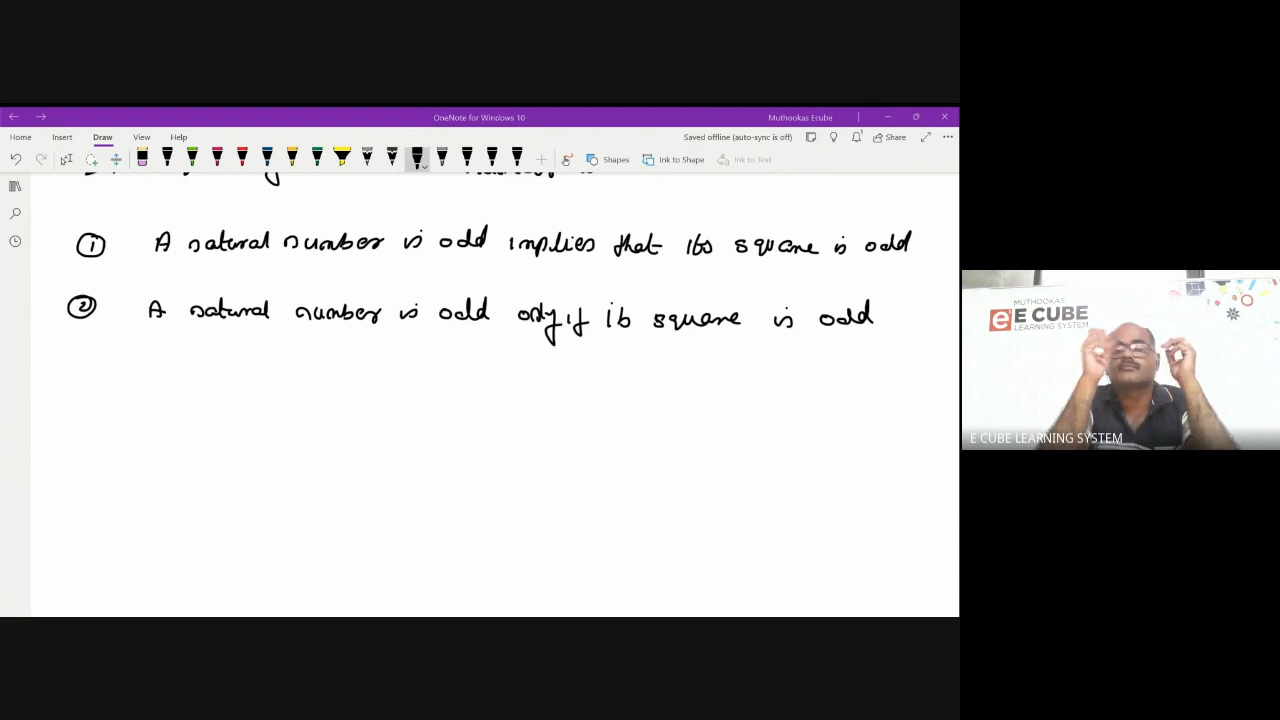 OneNote for Windows 10
Muthookas Ecube
Home Insert Draw View Help
Saved offline (auto-sync is off)
Share
Shapes
Ink to Shape
Ink to Text
① A natural number is odd implies that its square is odd
② A natural number is odd only if its square is odd
MUTHOOKAS
e E CUBE
LEARNING SYSTEM
E CUBE LEARNING SYSTEM